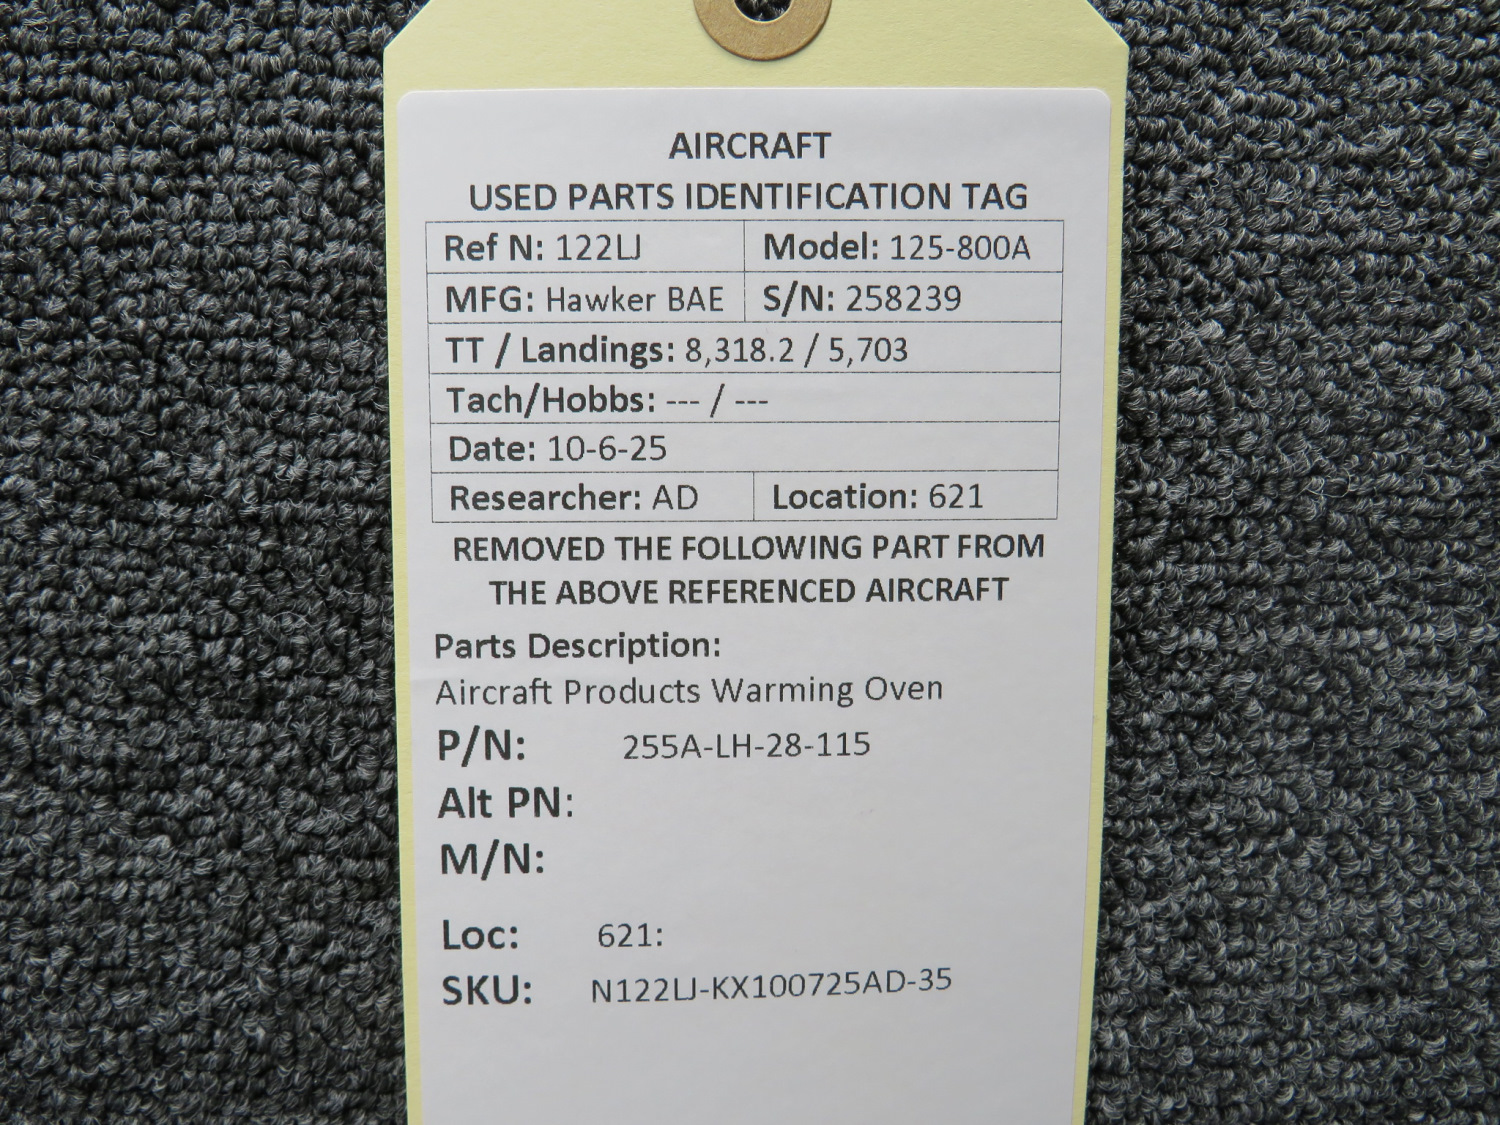 AIRCRAFT
USED PARTS IDENTIFICATION TAG
Ref N: 122LJ Model: 125-800A
MFG: Hawker BAE S/N: 258239
TT / Landings: 8,318.2 / 5,703
Tach/Hobbs: --- / ---
Date: 10-6-25
Researcher: AD Location: 621
REMOVED THE FOLLOWING PART FROM
THE ABOVE REFERENCED AIRCRAFT
Parts Description:
Aircraft Products Warming Oven
P/N: 255A-LH-28-115
Alt PN:
M/N:
Loc: 621:
SKU: N122LJ-KX100725AD-35